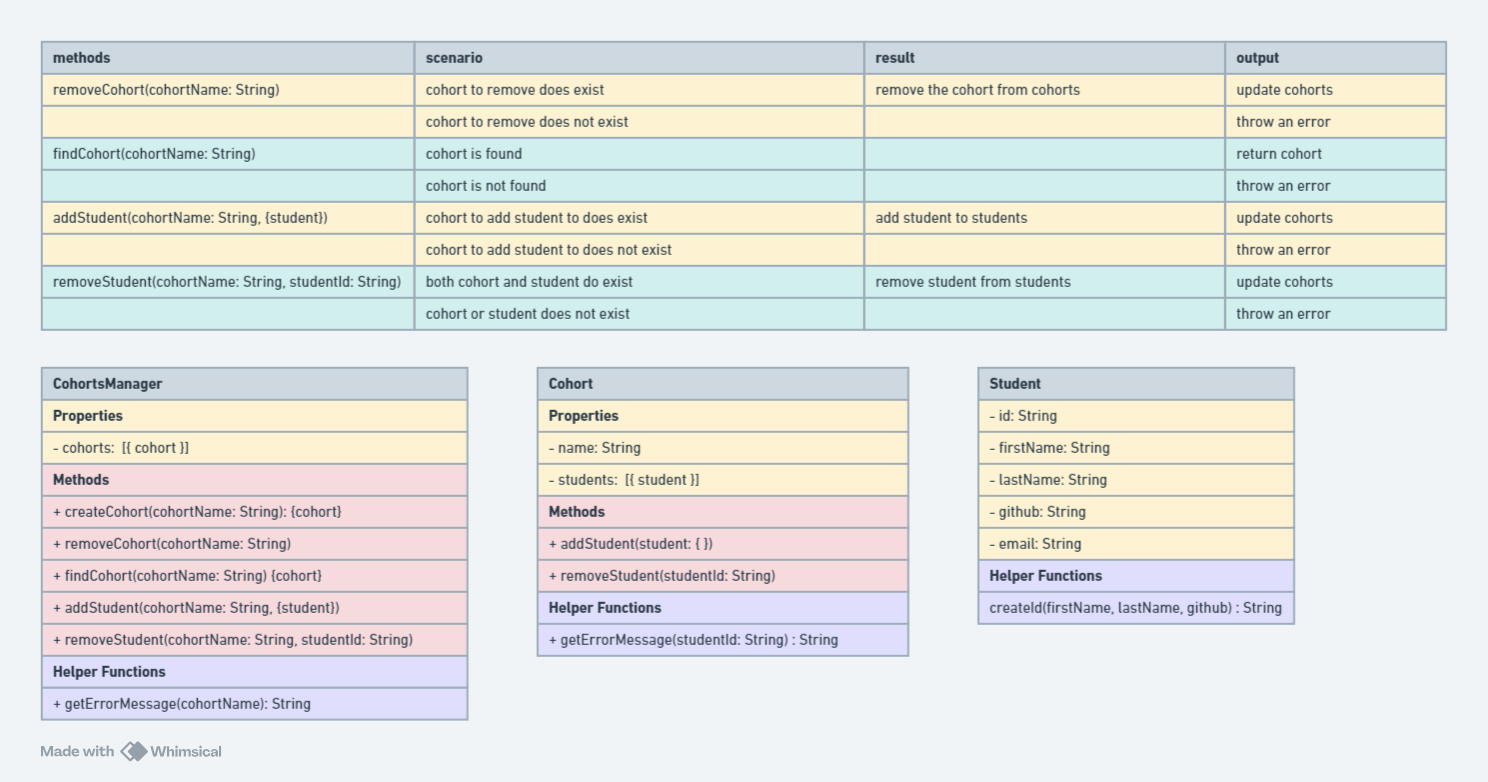 methods scenario result output
removeCohort(cohortName: String) cohort to remove does exist remove the cohort from cohorts update cohorts
cohort to remove does not exist throw an error
findCohort(cohortName: String) cohort is found return cohort
cohort is not found throw an error
addStudent(cohortName: String, {student}) cohort to add student to does exist add student to students update cohorts
cohort to add student to does not exist throw an error
removeStudent(cohortName: String, studentId: String) both cohort and student do exist remove student from students update cohorts
cohort or student does not exist throw an error
CohortsManager
Properties
- cohorts: [{ cohort }]
Methods
+ createCohort(cohortName: String): {cohort}
+ removeCohort(cohortName: String)
+ findCohort(cohortName: String) {cohort}
+ addStudent(cohortName: String, {student})
+ removeStudent(cohortName: String, studentId: String)
Helper Functions
+ getErrorMessage(cohortName): String
Cohort
Properties
- name: String
- students: [{ student }]
Methods
+ addStudent(student: { })
+ removeStudent(studentId: String)
Helper Functions
+ getErrorMessage(studentId: String) : String
Student
- id: String
- firstName: String
- lastName: String
- github: String
- email: String
Helper Functions
createId(firstName, lastName, github) : String
Made with Whimsical